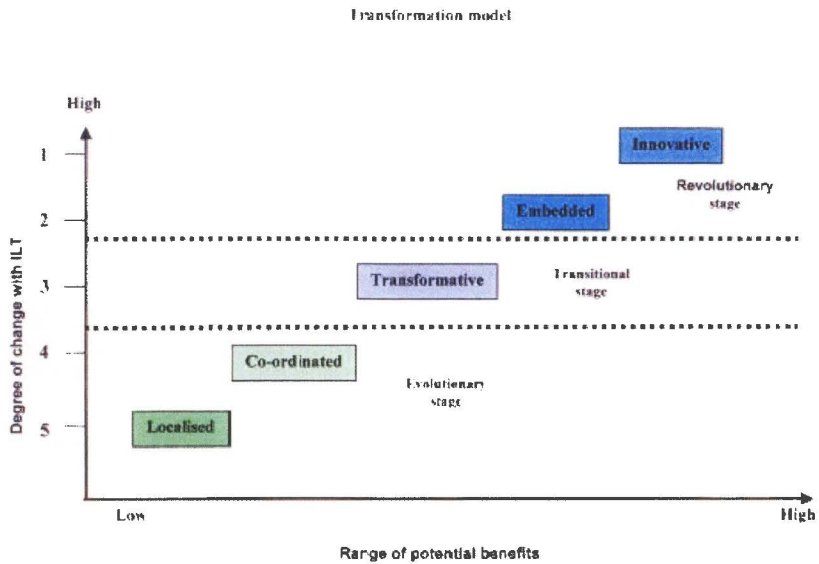 Transformation model
High
1
Innovative
Revolutionary
stage
2
Embedded
3
Transformative
Transitional
stage
4
Co-ordinated
Evolutionary
stage
5
Localised
Degree of change with ILT
Low
High
Range of potential benefits